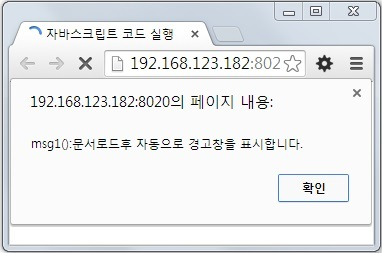 자바스크립트 코드 실행
192.168.123.182:802
192.168.123.182:8020의 페이지 내용:
msg1():문서로드후 자동으로 경고창을 표시합니다.
확인